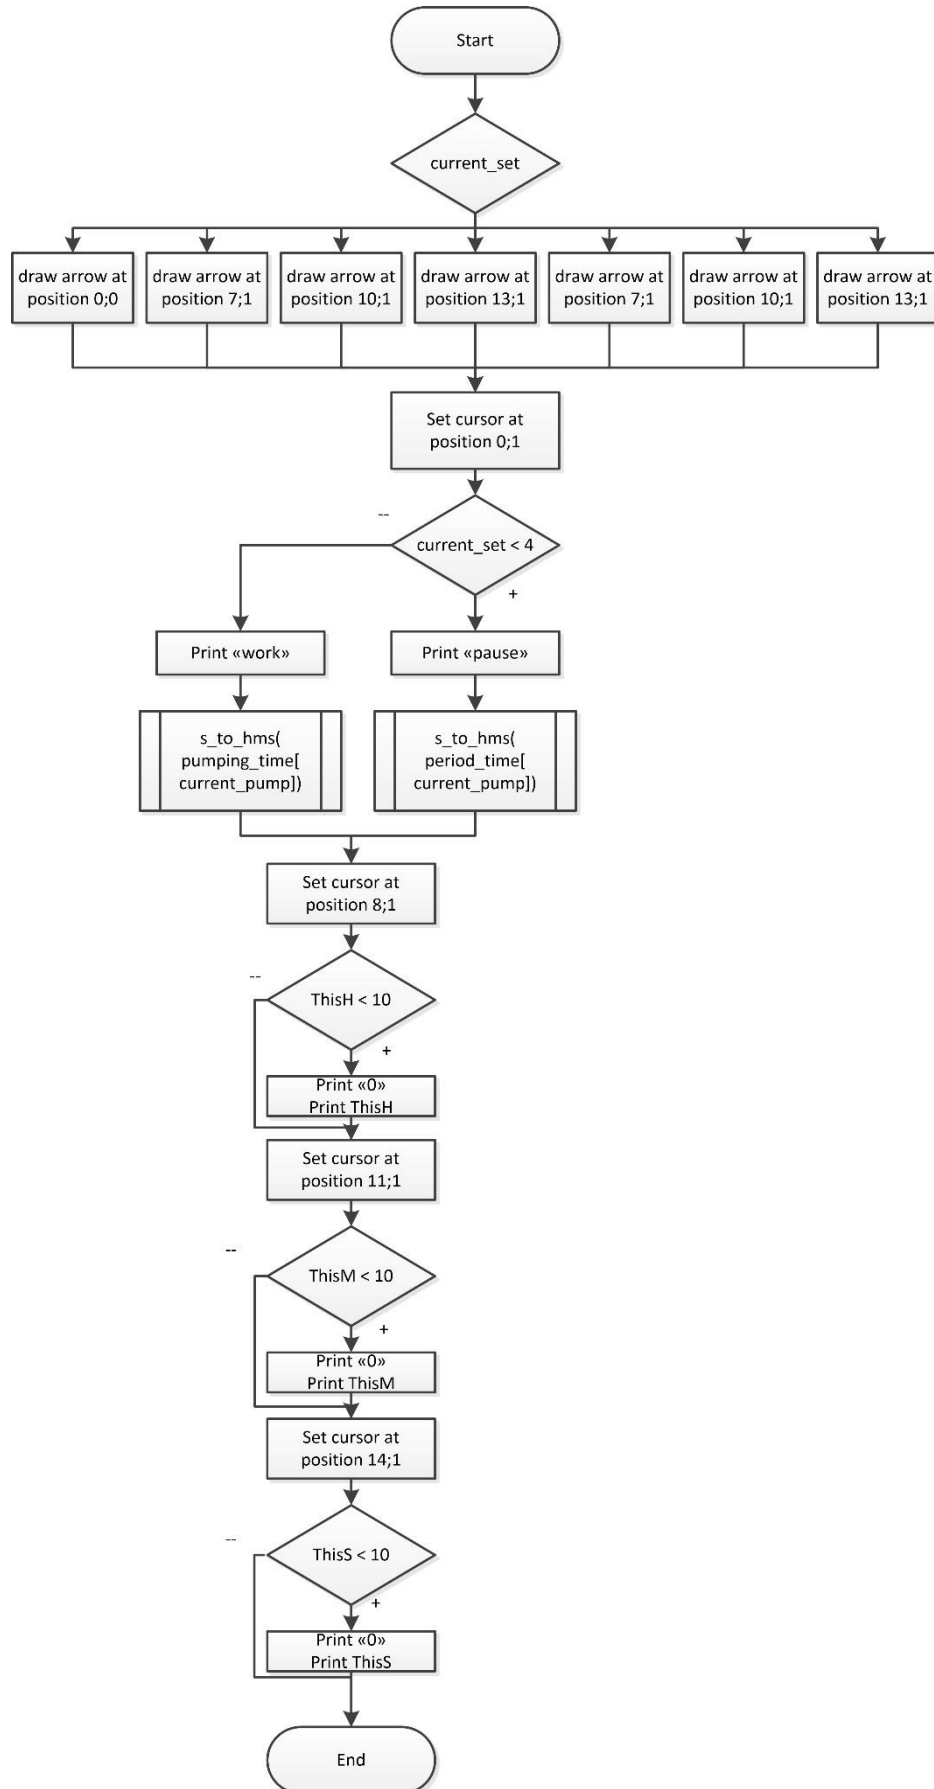 Start
current_set
draw arrow at
position 0;0
draw arrow at
position 7;1
draw arrow at
position 10;1
draw arrow at
position 13;1
draw arrow at
position 7;1
draw arrow at
position 10;1
draw arrow at
position 13;1
Set cursor at
position 0;1
--
current_set < 4
+
Print «work»
Print «pause»
s_to_hms(
pumping_time[
current_pump])
s_to_hms(
period_time[
current_pump])
Set cursor at
position 8;1
--
ThisH < 10
+
Print «0»
Print ThisH
Set cursor at
position 11;1
--
ThisM < 10
+
Print «0»
Print ThisM
Set cursor at
position 14;1
--
ThisS < 10
+
Print «0»
Print ThisS
End